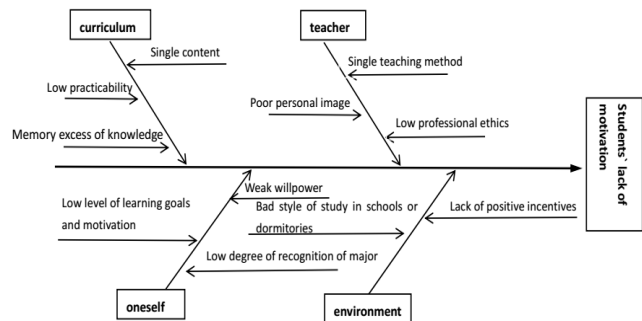 curriculum
teacher
Single content
Single teaching method
Low practicability
Poor personal image
Low professional ethics
Memory excess of knowledge
Students` lack of
motivation
Weak willpower
Low level of learning goals
and motivation
Bad style of study in schools or
dormitories
Lack of positive incentives
Low degree of recognition of major
oneself
environment